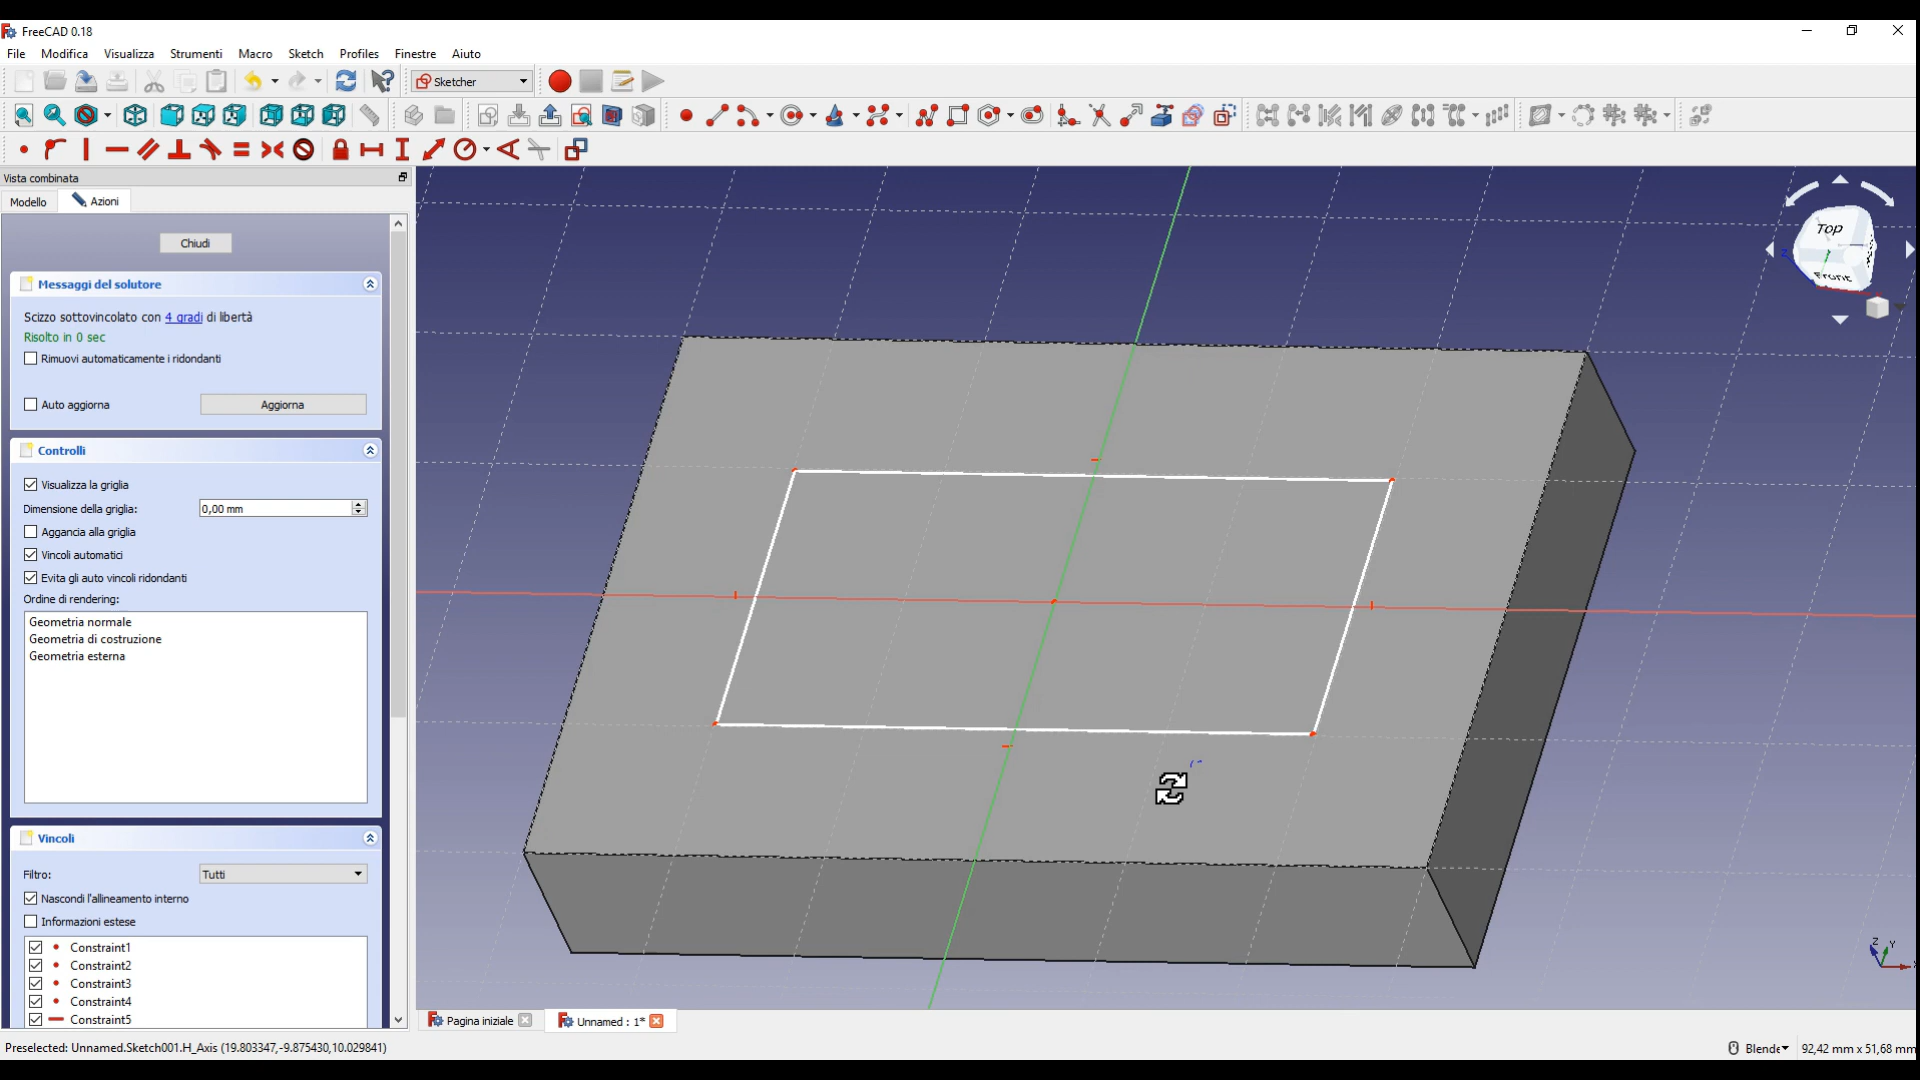 FreeCAD 0.18
File Modifica Visualizza Strumenti Macro Sketch Profiles Finestre Aiuto
Sketcher
Vista combinata
Modello Azioni
Chiudi
Messaggi del solutore
Scizzo sottovincolato con 4 gradi di libertà
Risolto in 0 sec
Rimuovi automaticamente i ridondanti
Auto aggiorna Aggiorna
Controlli
Visualizza la griglia
Dimensione della griglia: 0,00 mm
Aggancia alla griglia
Vincoli automatici
Evita gli auto vincoli ridondanti
Ordine di rendering:
Geometria normale
Geometria di costruzione
Geometria esterna
Vincoli
Filtro: Tutti
Nascondi l'allineamento interno
Informazioni estese
Constraint1
Constraint2
Constraint3
Constraint4
Constraint5
Top
Front
Z
Z Y
Pagina iniziale Unnamed : 1*
Preselected: Unnamed.Sketch001.H_Axis (19.803347,-9.875430,10.029841) Blende 92,42 mm x 51,68 mm